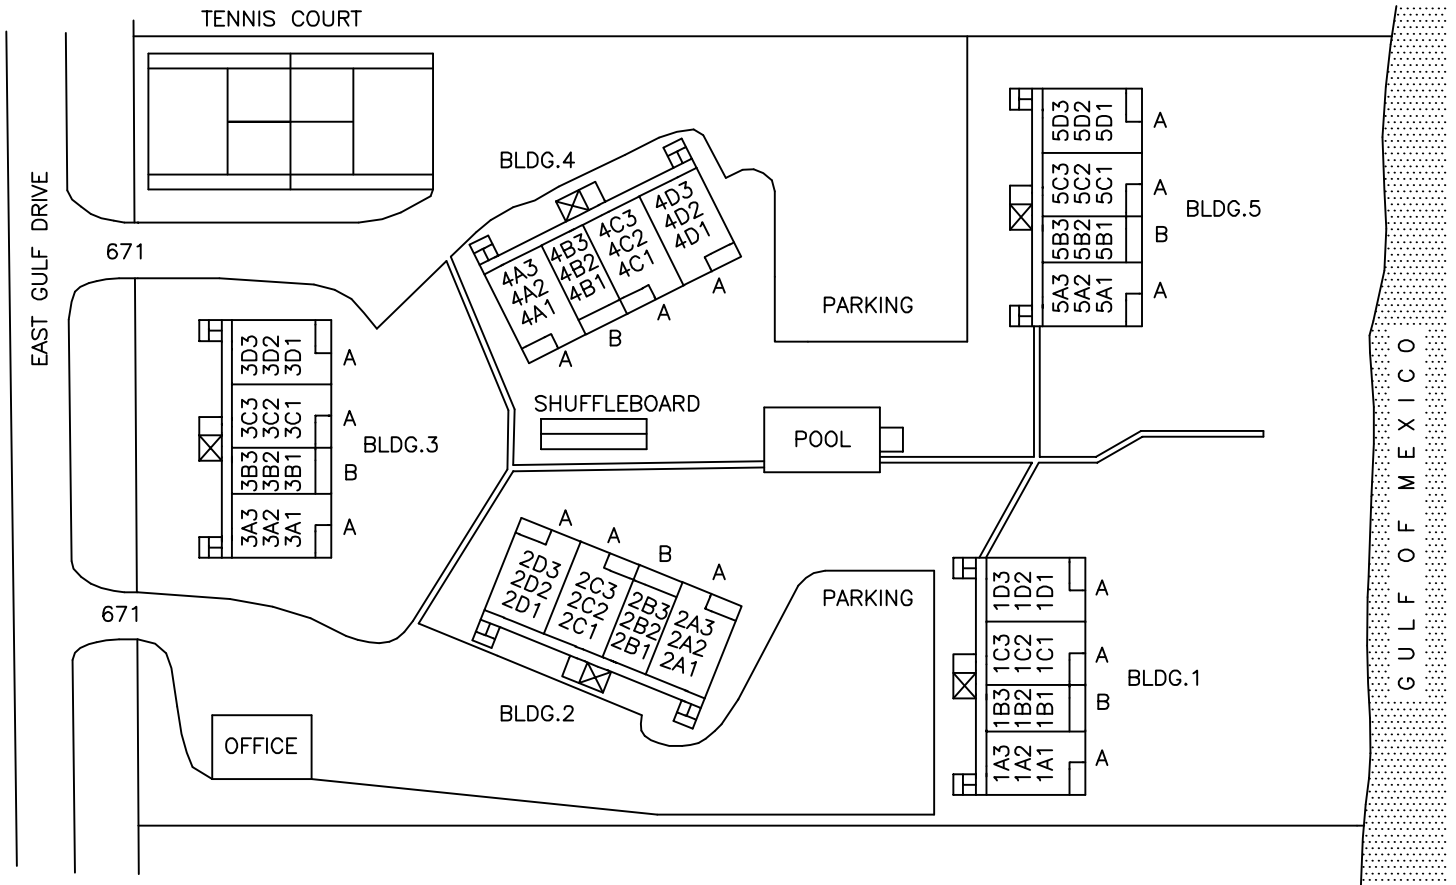 TENNIS COURT
EAST GULF DRIVE
671
BLDG.4
4A3
4A2
4A1
4B3
4B2
4B1
4C3
4C2
4C1
4D3
4D2
4D1
A
B
A
A
5D3
5D2
5D1
A
5C3
5C2
5C1
A
5B3
5B2
5B1
B
5A3
5A2
5A1
A
BLDG.5
PARKING
3D3
3D2
3D1
A
3C3
3C2
3C1
A
3B3
3B2
3B1
B
3A3
3A2
3A1
A
BLDG.3
SHUFFLEBOARD
POOL
GULF OF MEXICO
671
A
A
B
A
2D3
2D2
2D1
2C3
2C2
2C1
2B3
2B2
2B1
2A3
2A2
2A1
BLDG.2
PARKING
1D3
1D2
1D1
A
1C3
1C2
1C1
A
1B3
1B2
1B1
B
1A3
1A2
1A1
A
BLDG.1
OFFICE